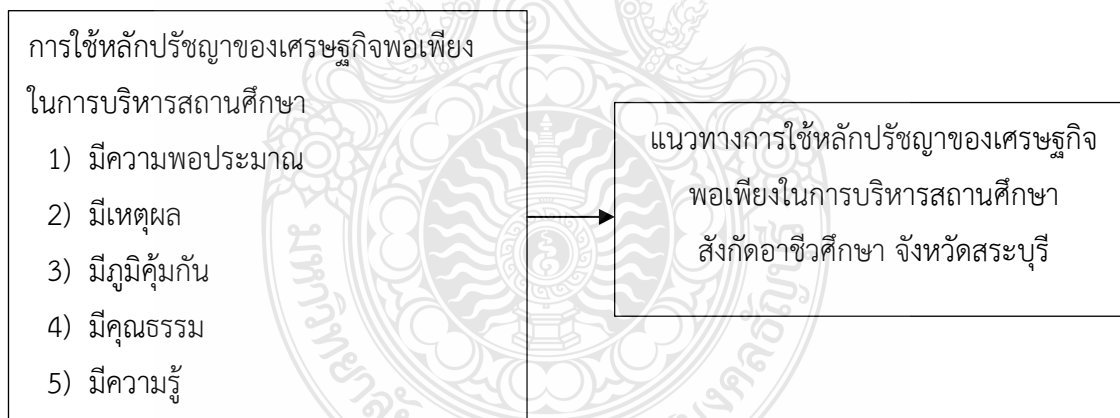 การใช้หลักปรัชญาของเศรษฐกิจพอเพียง
ในการบริหารสถานศึกษา
1) มีความพอประมาณ
2) มีเหตุผล
3) มีภูมิคุ้มกัน
4) มีคุณธรรม
5) มีความรู้
แนวทางการใช้หลักปรัชญาของเศรษฐกิจ
พอเพียงในการบริหารสถานศึกษา
สังกัดอาชีวศึกษา จังหวัดสระบุรี